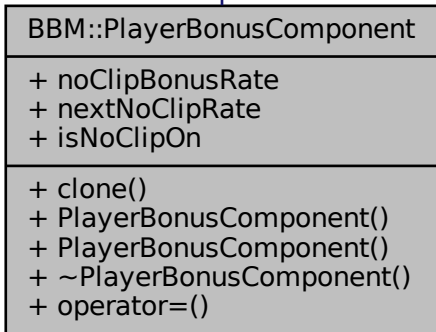 BBM::PlayerBonusComponent
+ noClipBonusRate
+ nextNoClipRate
+ isNoClipOn
+ clone()
+ PlayerBonusComponent()
+ PlayerBonusComponent()
+ ~PlayerBonusComponent()
+ operator=()